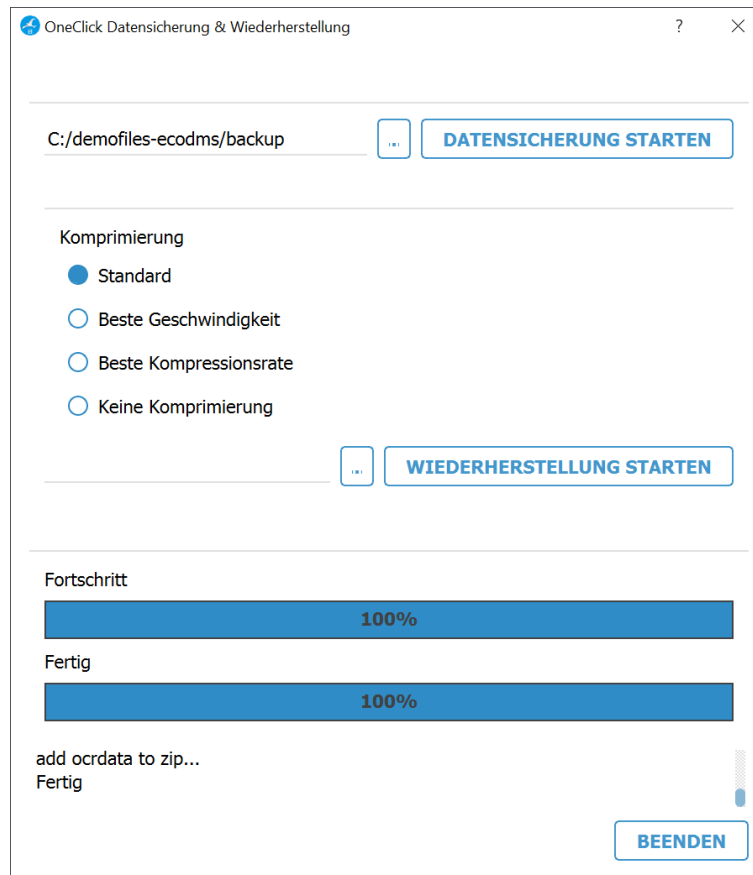 OneClick Datensicherung & Wiederherstellung ?
C:/demofiles-ecodms/backup ... DATENSICHERUNG STARTEN
Komprimierung
Standard
Beste Geschwindigkeit
Beste Kompressionsrate
Keine Komprimierung
... WIEDERHERSTELLUNG STARTEN
Fortschritt
100%
Fertig
100%
add ocrdata to zip...
Fertig
BEENDEN